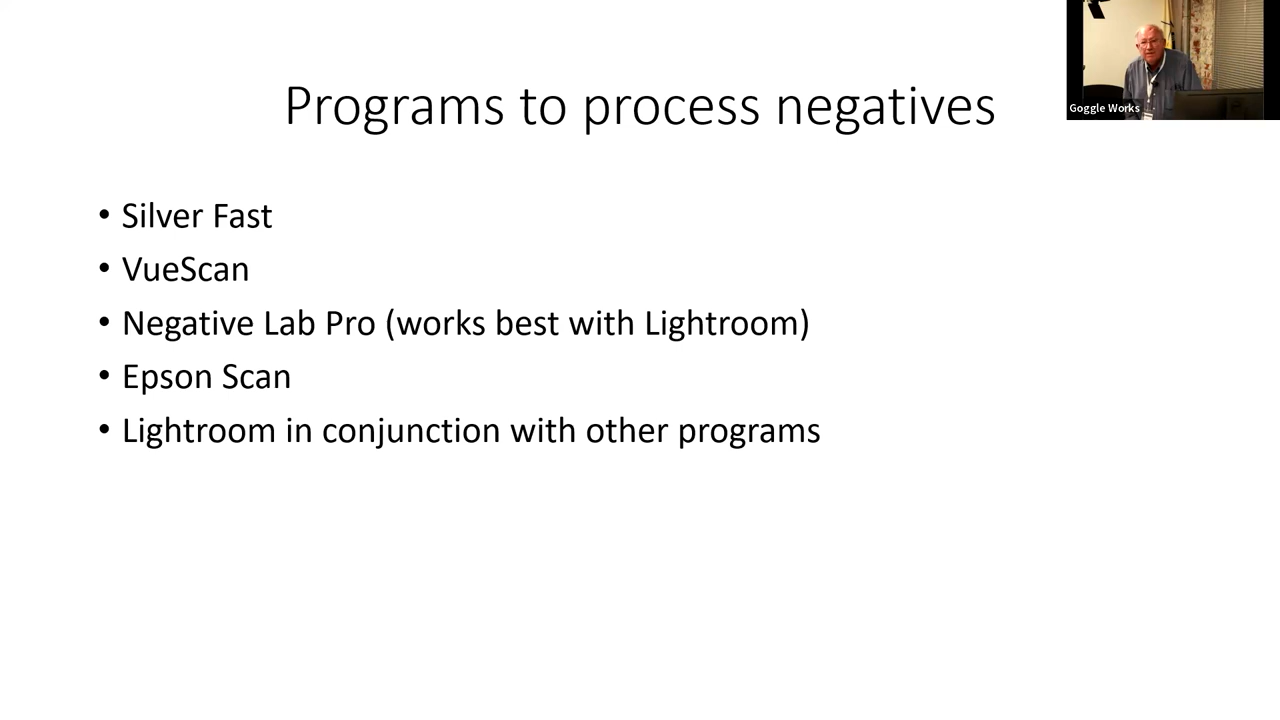 Programs to process negatives
Goggle Works
• Silver Fast
• VueScan
• Negative Lab Pro (works best with Lightroom)
• Epson Scan
• Lightroom in conjunction with other programs